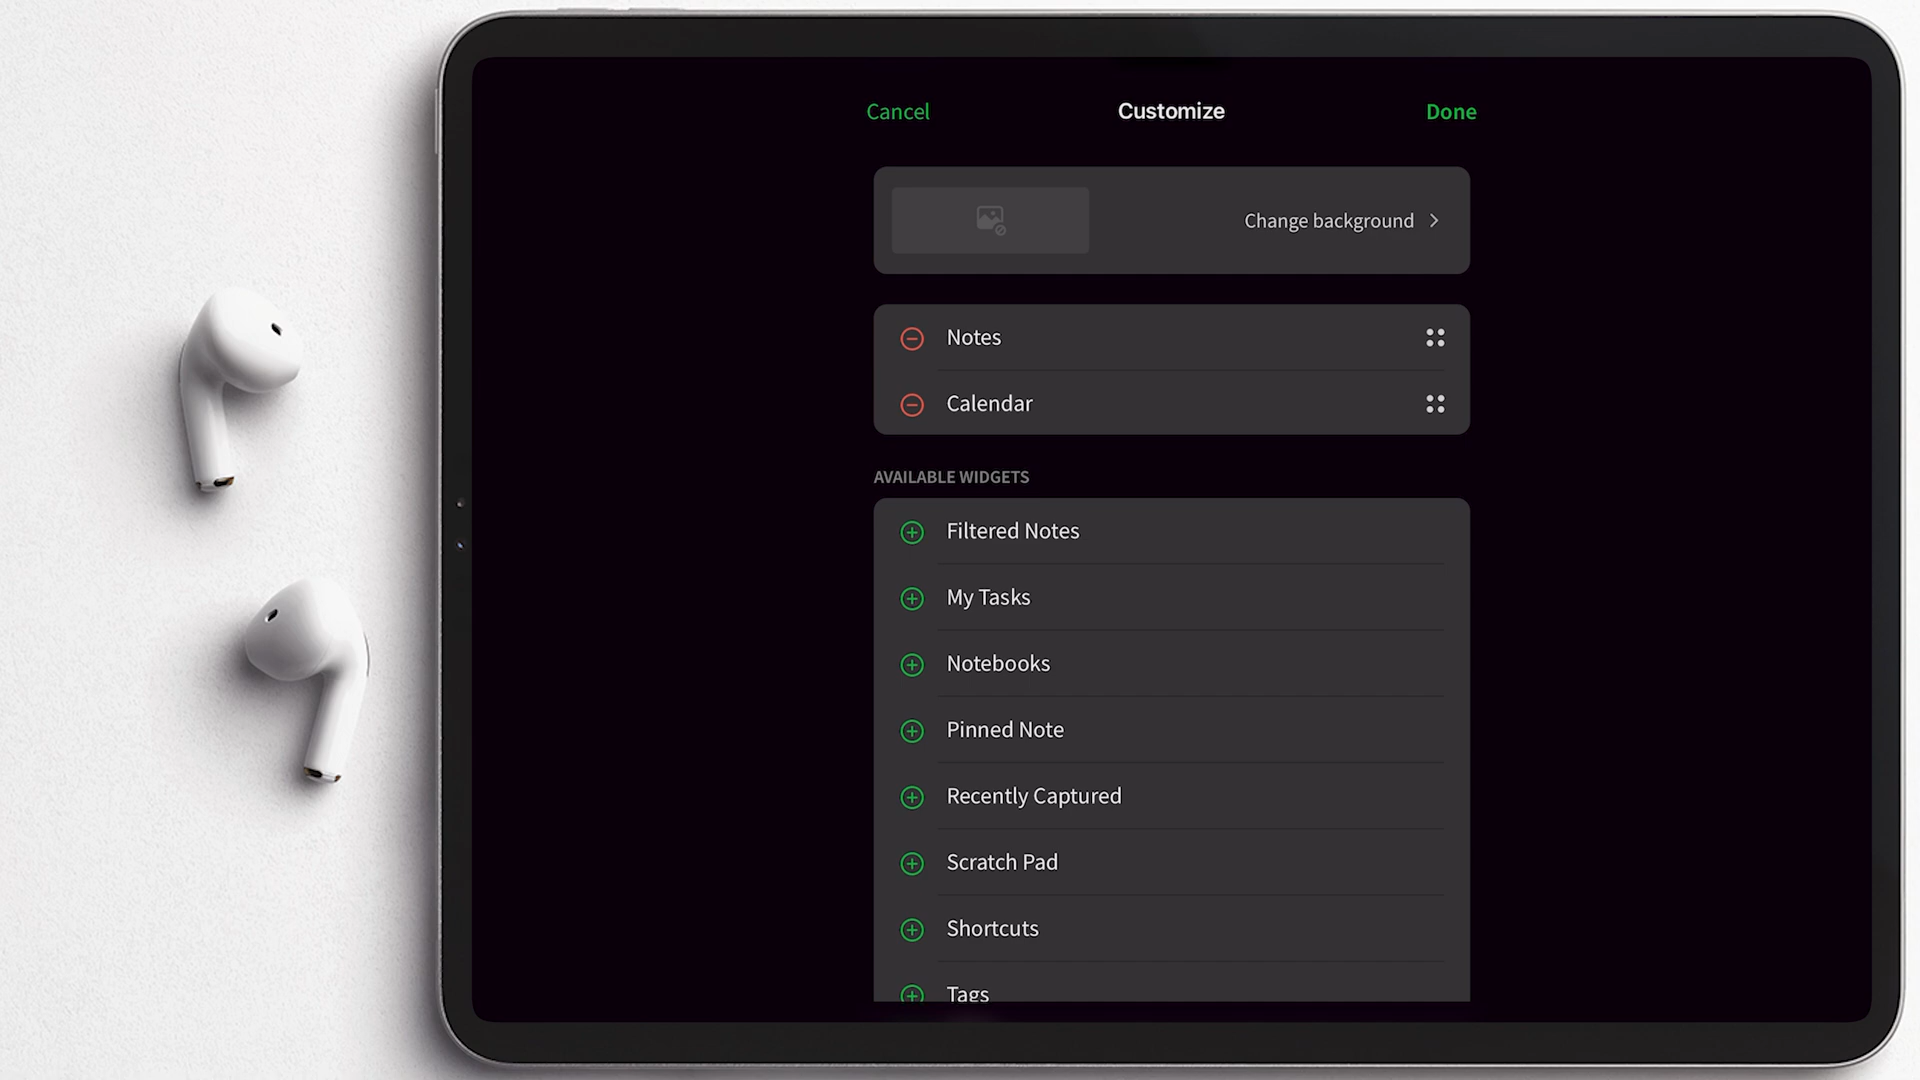 Cancel
Customize
Done
Change background
Notes
Calendar
AVAILABLE WIDGETS
Filtered Notes
My Tasks
Notebooks
Pinned Note
Recently Captured
Scratch Pad
Shortcuts
Tags